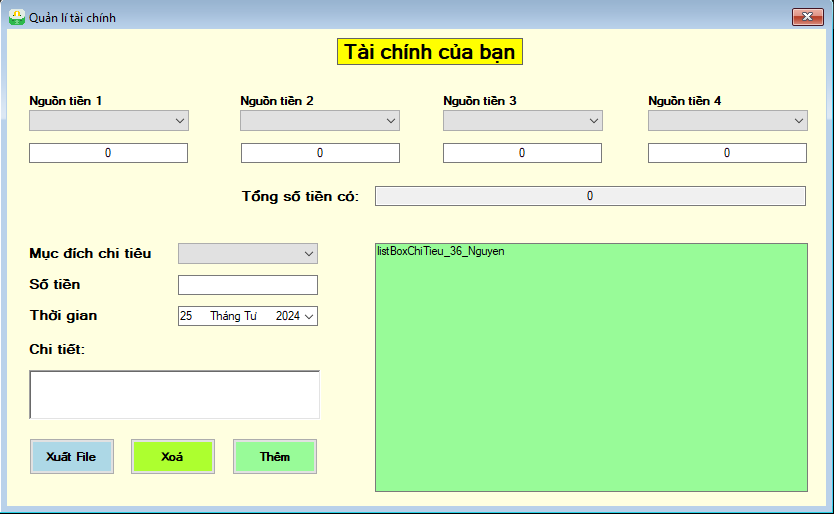 Quản lí tài chính
Tài chính của bạn
Nguồn tiền 1 Nguồn tiền 2 Nguồn tiền 3 Nguồn tiền 4
0 0 0 0
Tổng số tiền có: 0
Mục đích chi tiêu
listBoxChiTieu_36_Nguyen
Số tiền
Thời gian 25 Tháng Tư 2024
Chi tiết:
Xuất File Xoá Thêm